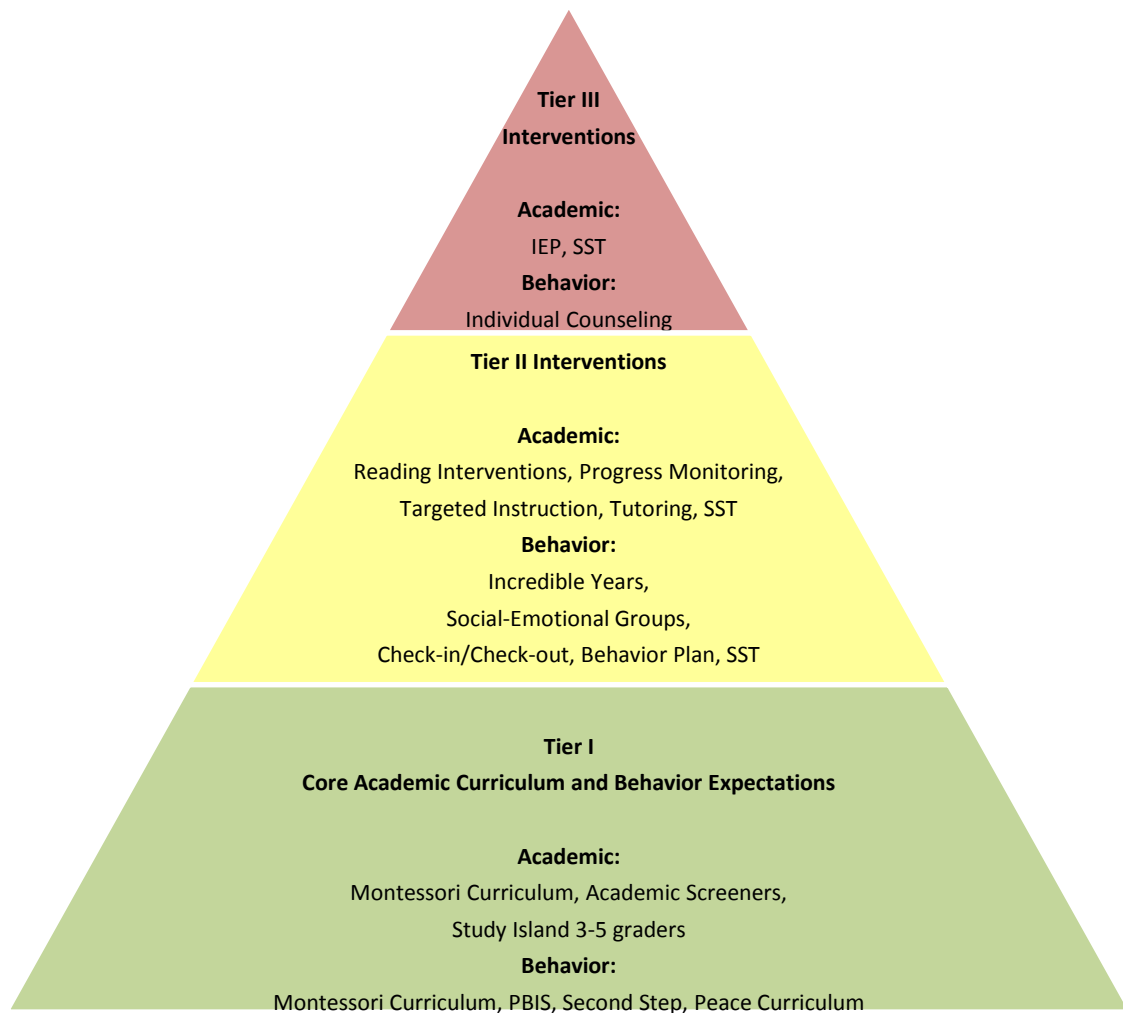 Tier III
Interventions
Academic:
IEP, SST
Behavior:
Individual Counseling
Tier II Interventions
Academic:
Reading Interventions, Progress Monitoring,
Targeted Instruction, Tutoring, SST
Behavior:
Incredible Years,
Social-Emotional Groups,
Check-in/Check-out, Behavior Plan, SST
Tier I
Core Academic Curriculum and Behavior Expectations
Academic:
Montessori Curriculum, Academic Screeners,
Study Island 3-5 graders
Behavior:
Montessori Curriculum, PBIS, Second Step, Peace Curriculum